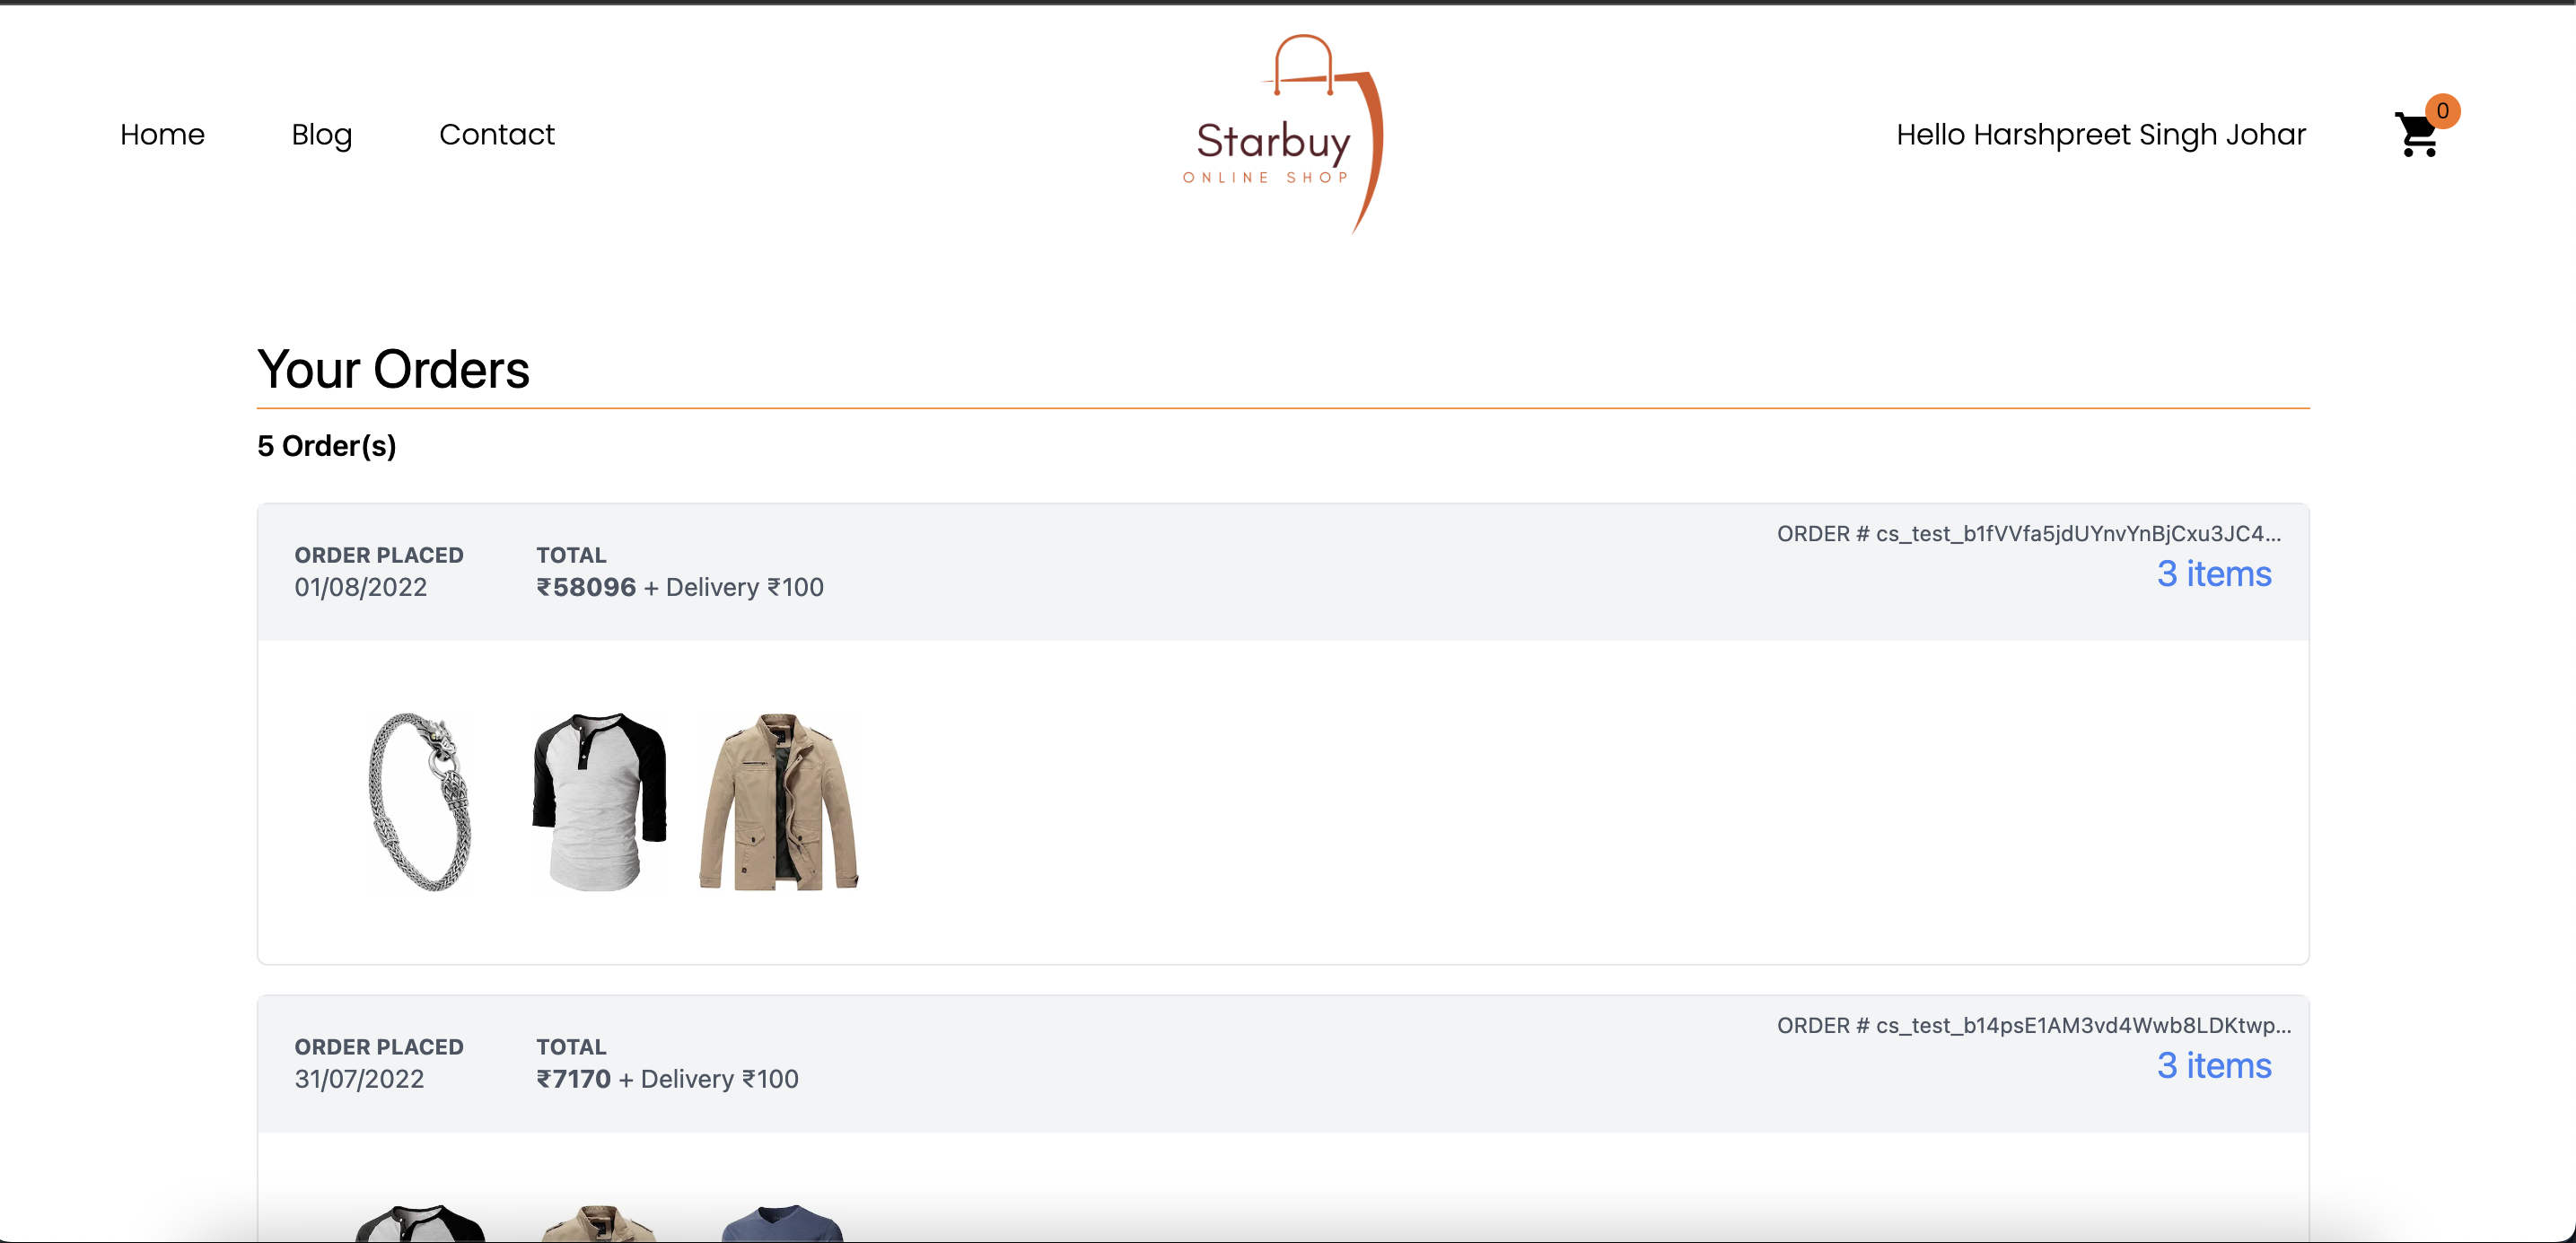 Home Blog Contact
Starbuy
ONLINE SHOP
Hello Harshpreet Singh Johar
0
Your Orders
5 Order(s)
ORDER PLACED
01/08/2022
TOTAL
₹58096 + Delivery ₹100
ORDER # cs_test_b1fVVfa5jdUYnvYnBjCxu3JC4...
3 items
ORDER PLACED
31/07/2022
TOTAL
₹7170 + Delivery ₹100
ORDER # cs_test_b14psE1AM3vd4Wwb8LDKtwp...
3 items